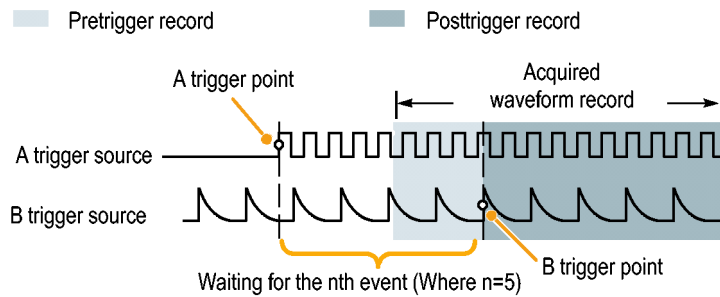 Pretrigger record
Posttrigger record
A trigger point
Acquired
waveform record
A trigger source
B trigger source
B trigger point
Waiting for the nth event (Where n=5)